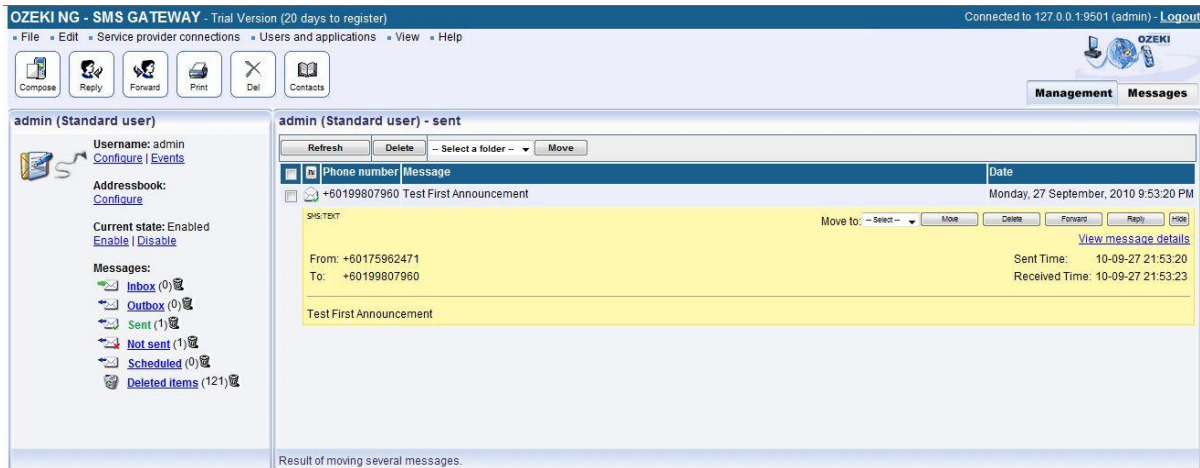 OZEKI NG - SMS GATEWAY - Trial Version (20 days to register) Connected to 127.0.0.1:9501 (admin) - Logout
File Edit Service provider connections Users and applications View Help
OZEKI
Compose Reply Forward Print Del Contacts
Management Messages
admin (Standard user)
Username: admin
Configure | Events
Addressbook:
Configure
Current state: Enabled
Enable | Disable
Messages:
Inbox (0)
Outbox (0)
Sent (1)
Not sent (1)
Scheduled (0)
Deleted items (121)
admin (Standard user) - sent
Refresh Delete -- Select a folder -- Move
Phone number Message Date
+60199807960 Test First Announcement Monday, 27 September, 2010 9:53:20 PM
SMS:TEXT Move to: -- Select -- Move Delete Forward Reply Hide
View message details
From: +60175962471 Sent Time: 10-09-27 21:53:20
To: +60199807960 Received Time: 10-09-27 21:53:23
Test First Announcement
Result of moving several messages.